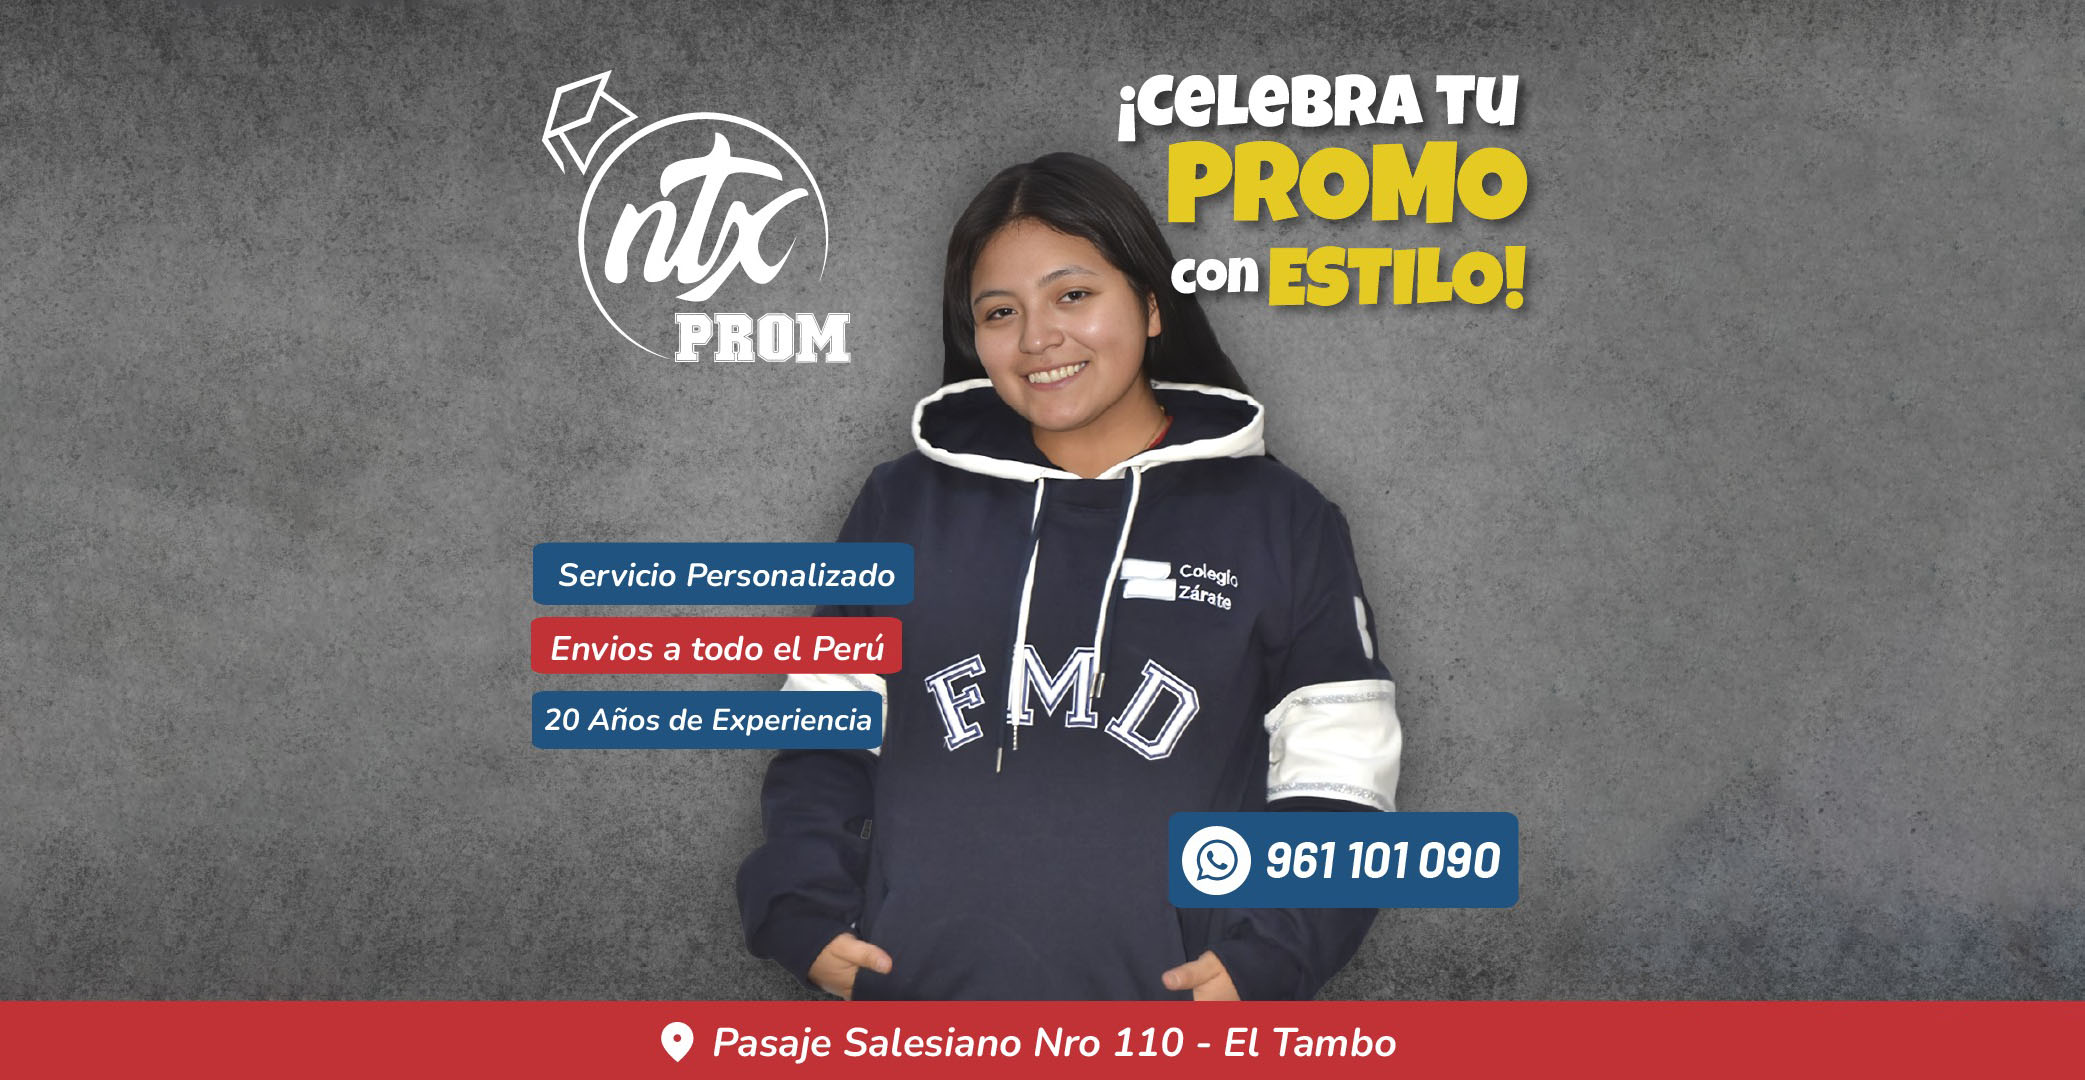 ntx
PROM
¡CELEBRA TU
PROMO
con ESTILO!
Servicio Personalizado
Envios a todo el Perú
20 Años de Experiencia
Colegio
Zárate
FMD
961 101 090
Pasaje Salesiano Nro 110 - El Tambo